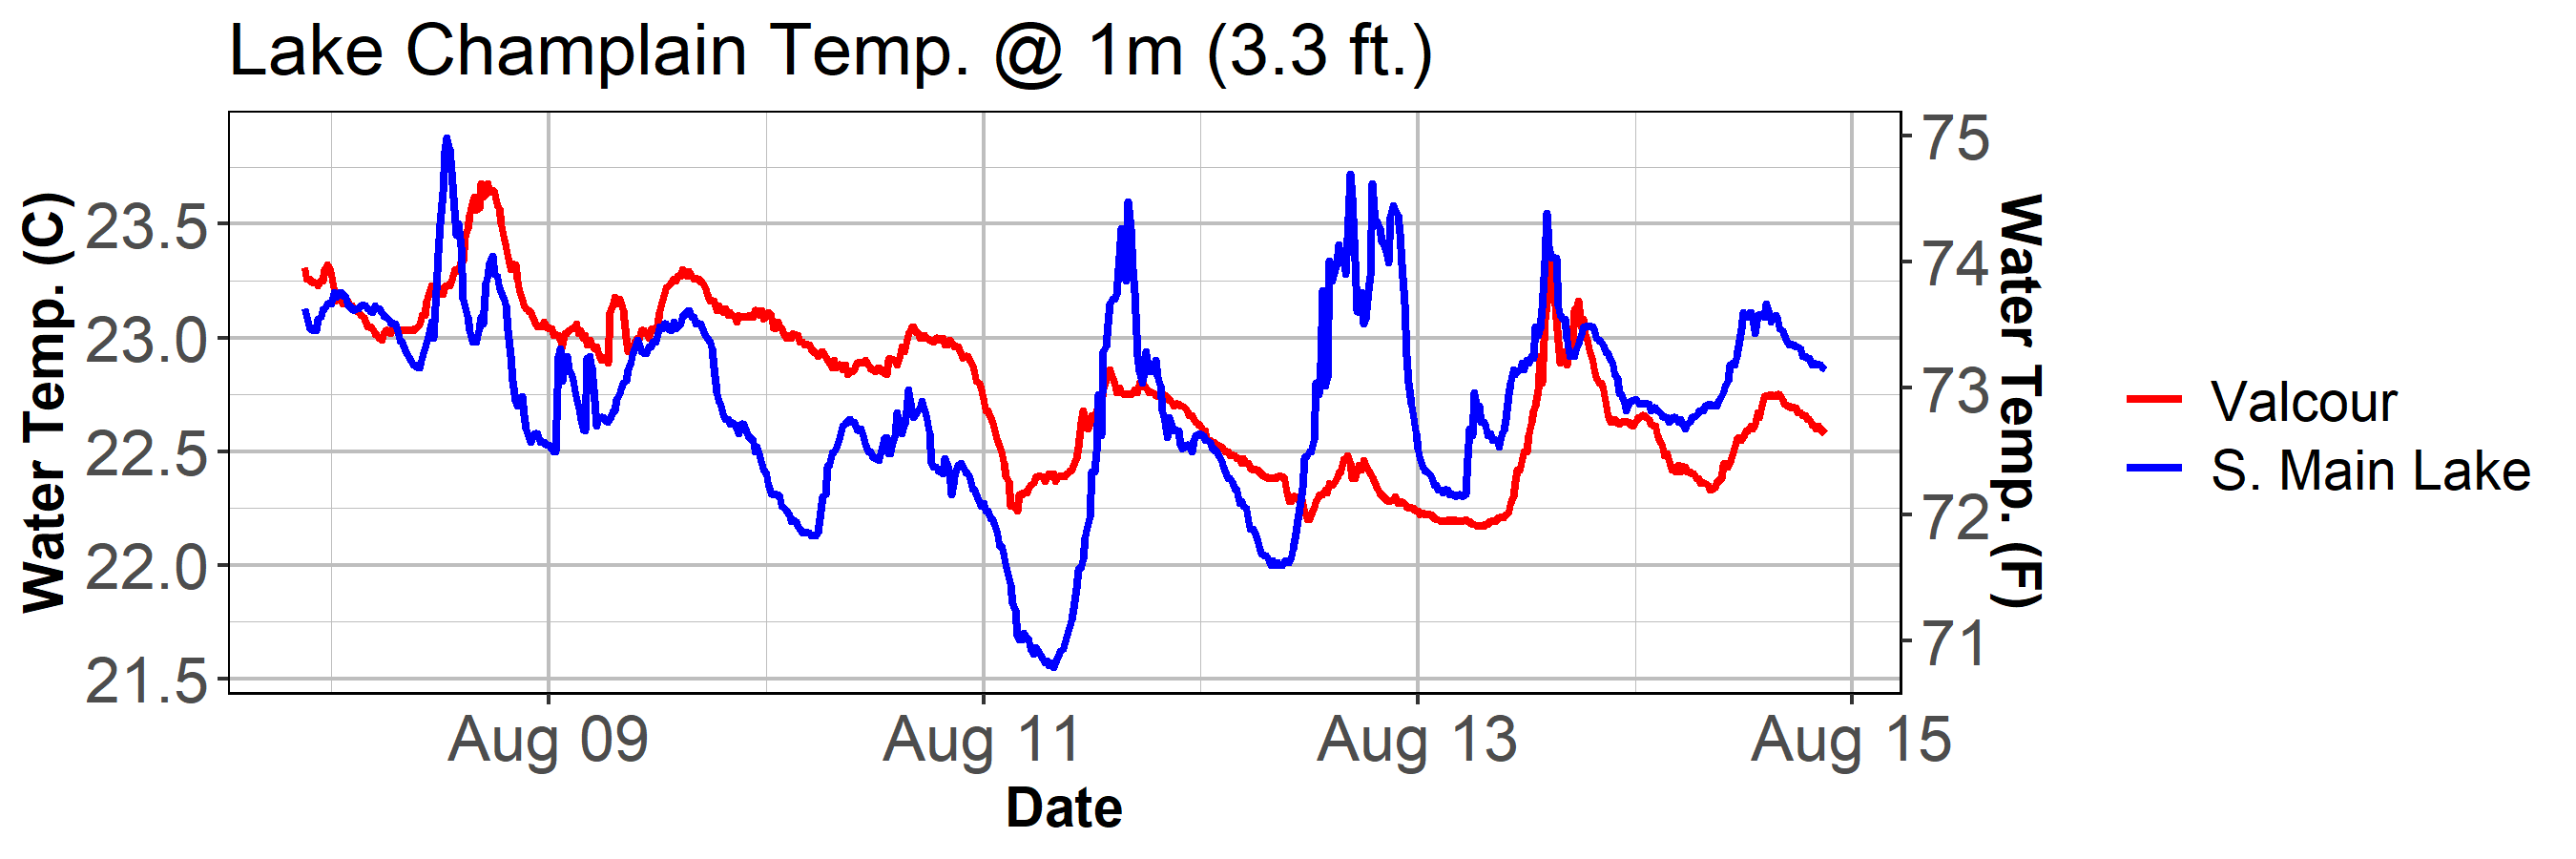 Lake Champlain Temp. @ 1m (3.3 ft.)
Water Temp. (C)
23.5
23.0
22.5
22.0
21.5
75
74
73
72
71
Water Temp. (F)
Aug 09
Aug 11
Aug 13
Aug 15
Date
Valcour
S. Main Lake